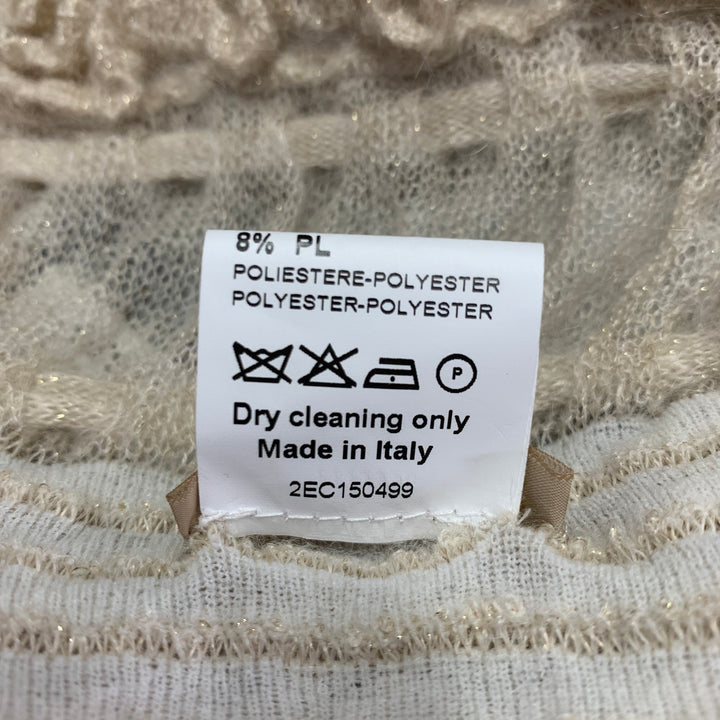 8% PL
POLIESTERE-POLYESTER
POLYESTER-POLYESTER
P
Dry cleaning only
Made in Italy
2EC150499